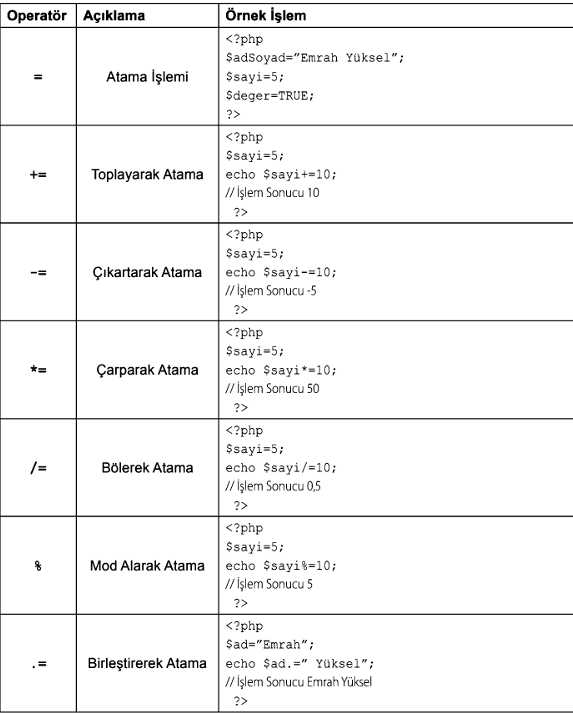 Operatör Açıklama Örnek İşlem
= Atama İşlemi
<?php
$adSoyad=”Emrah Yüksel”;
$sayi=5;
$deger=TRUE;
?>
+= Toplayarak Atama
<?php
$sayi=5;
echo $sayi+=10;
// İşlem Sonucu 10
?>
-= Çıkartarak Atama
<?php
$sayi=5;
echo $sayi-=10;
// İşlem Sonucu -5
?>
*= Çarparak Atama
<?php
$sayi=5;
echo $sayi*=10;
// İşlem Sonucu 50
?>
/= Bölerek Atama
<?php
$sayi=5;
echo $sayi/=10;
// İşlem Sonucu 0,5
?>
% Mod Alarak Atama
<?php
$sayi=5;
echo $sayi%=10;
// İşlem Sonucu 5
?>
.= Birleştirerek Atama
<?php
$ad=”Emrah”;
echo $ad.=” Yüksel”;
// İşlem Sonucu Emrah Yüksel
?>